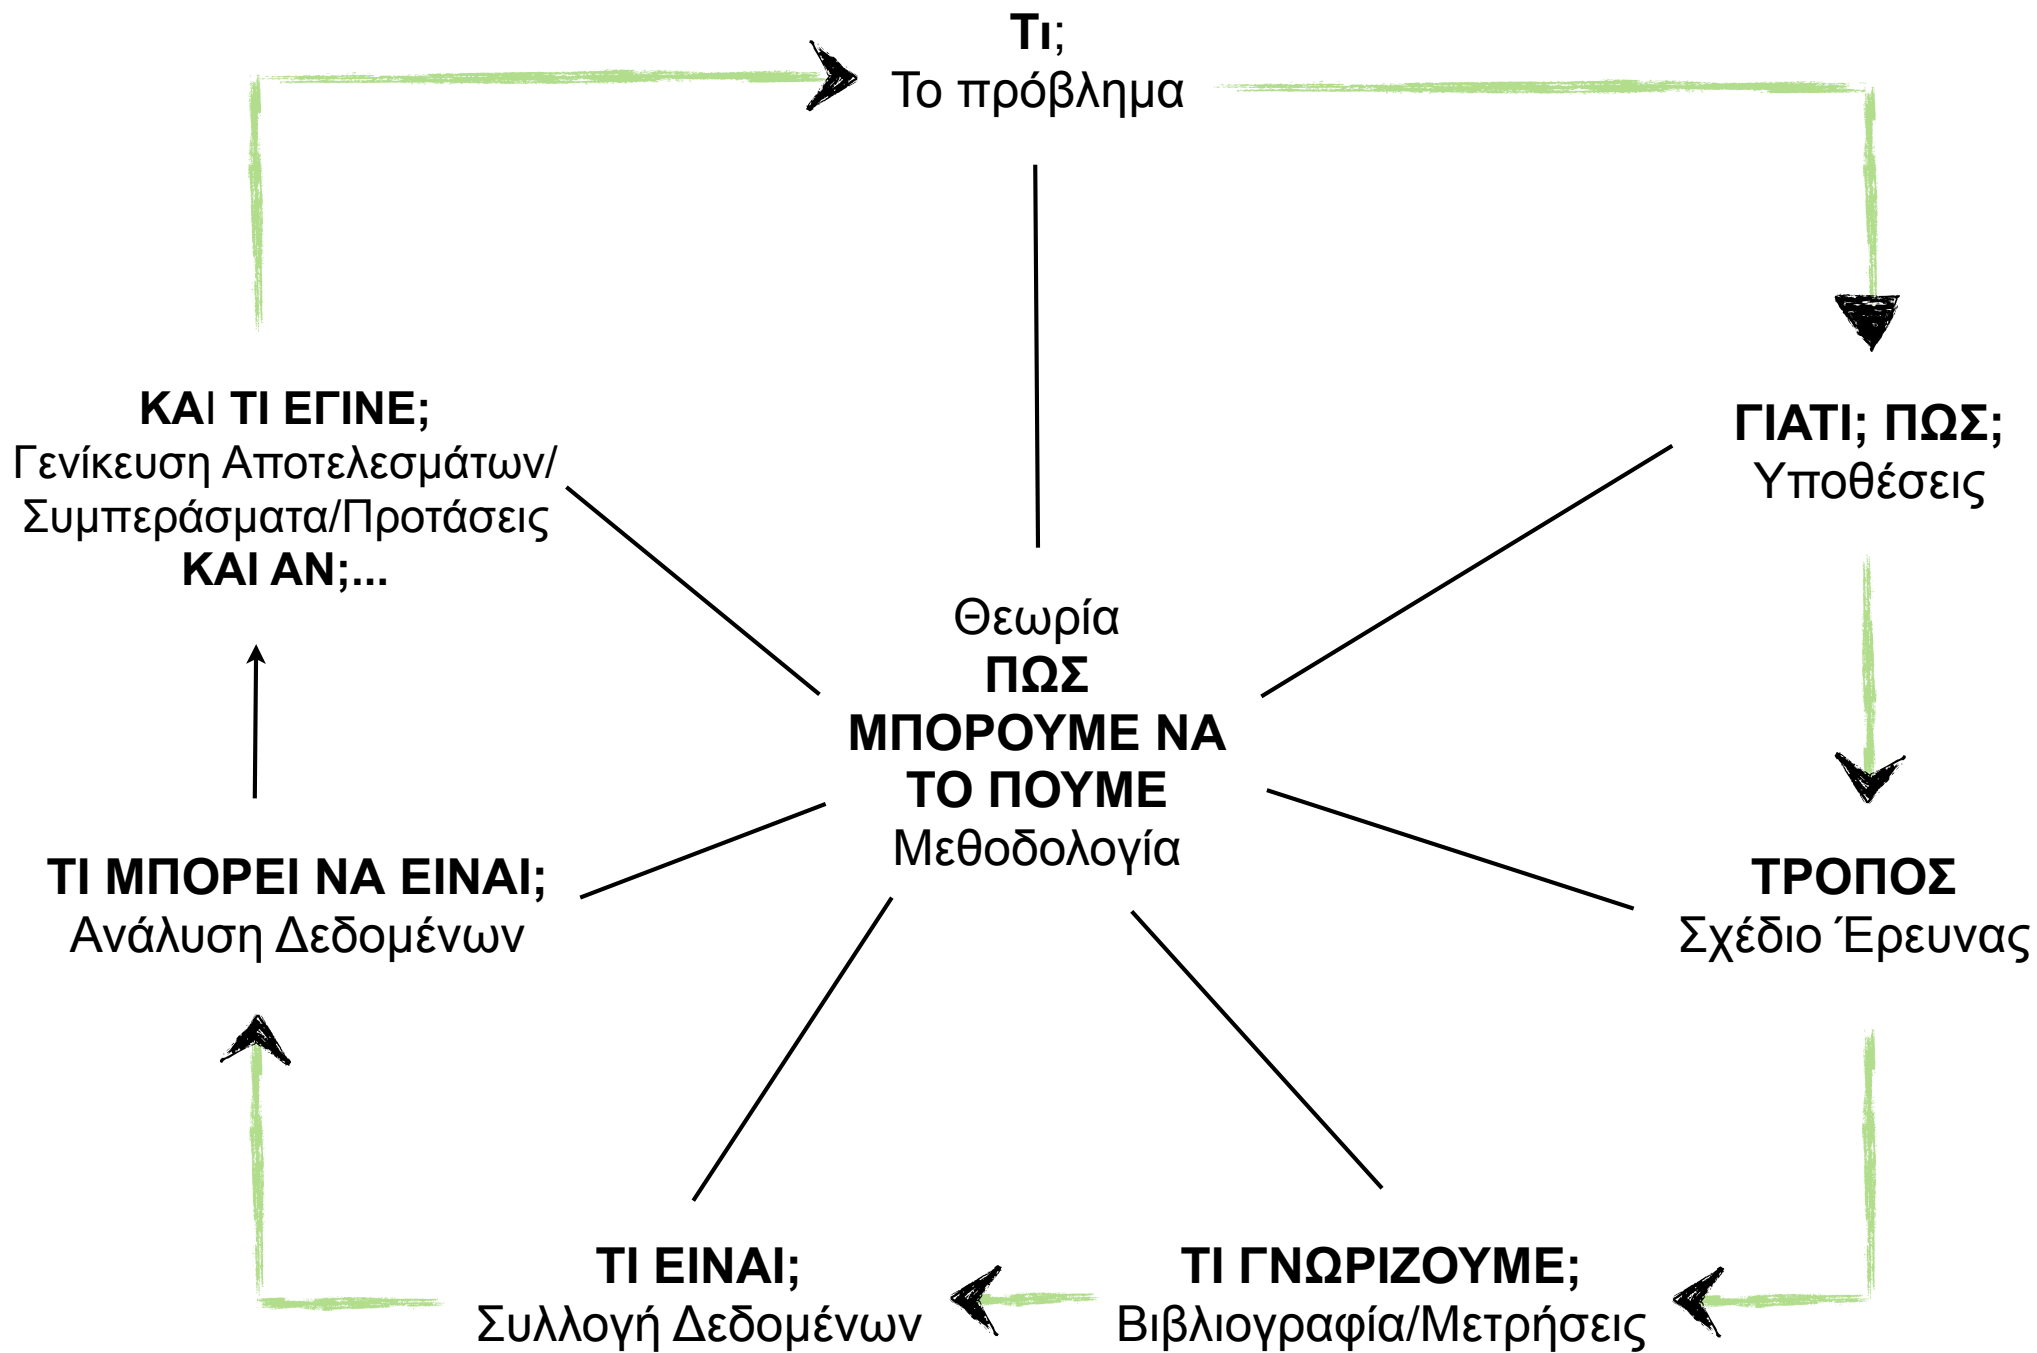 Τι;
Το πρόβλημα
ΓΙΑΤΙ; ΠΩΣ;
Υποθέσεις
ΤΡΟΠΟΣ
Σχέδιο Έρευνας
ΤΙ ΓΝΩΡΙΖΟΥΜΕ;
Βιβλιογραφία/Μετρήσεις
ΤΙ ΕΙΝΑΙ;
Συλλογή Δεδομένων
ΤΙ ΜΠΟΡΕΙ ΝΑ ΕΙΝΑΙ;
Ανάλυση Δεδομένων
ΚΑΙ ΤΙ ΕΓΙΝΕ;
Γενίκευση Αποτελεσμάτων/
Συμπεράσματα/Προτάσεις
ΚΑΙ ΑΝ;...
Θεωρία
ΠΩΣ
ΜΠΟΡΟΥΜΕ ΝΑ
ΤΟ ΠΟΥΜΕ
Μεθοδολογία